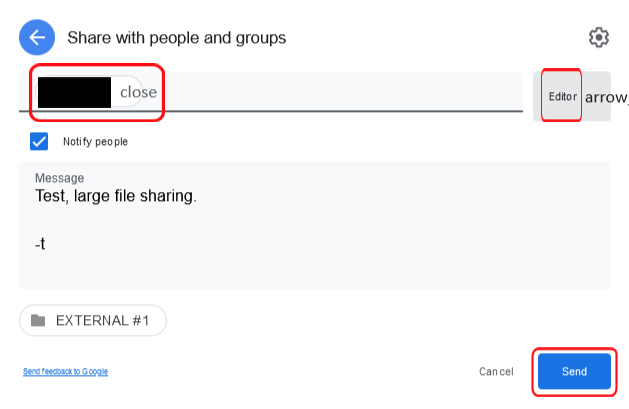 Share with people and groups
close
Editor arrow_
Notify people
Message
Test, large file sharing.
-t
EXTERNAL #1
Send feedback to Google
Cancel
Send